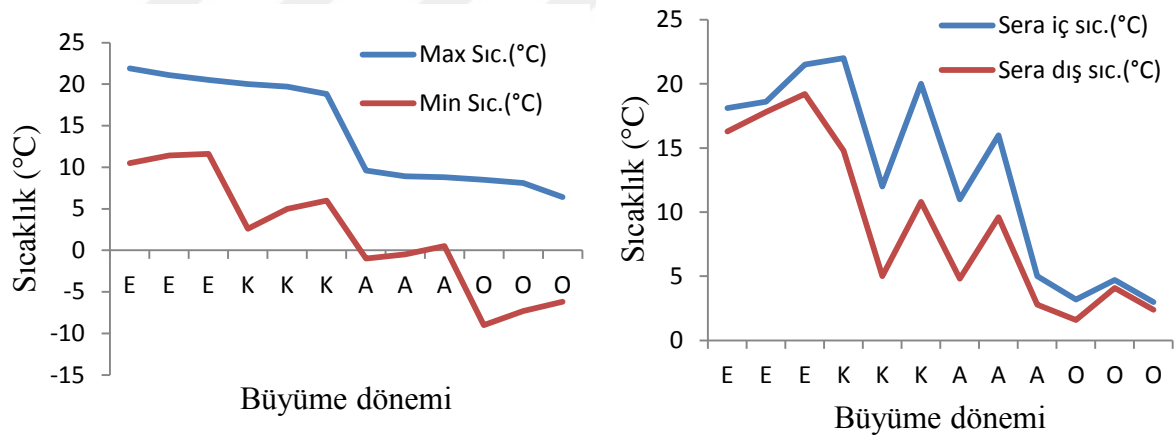 25
20
15
10
5
0
-5
-10
-15
Sıcaklık (°C)
Max Sıc.(°C)
Min Sıc.(°C)
E E E K K K A A A O O O
Büyüme dönemi
25
20
15
10
5
0
Sıcaklık (°C)
Sera iç sıc.(°C)
Sera dış sıc.(°C)
E E E K K K A A A O O O
Büyüme dönemi